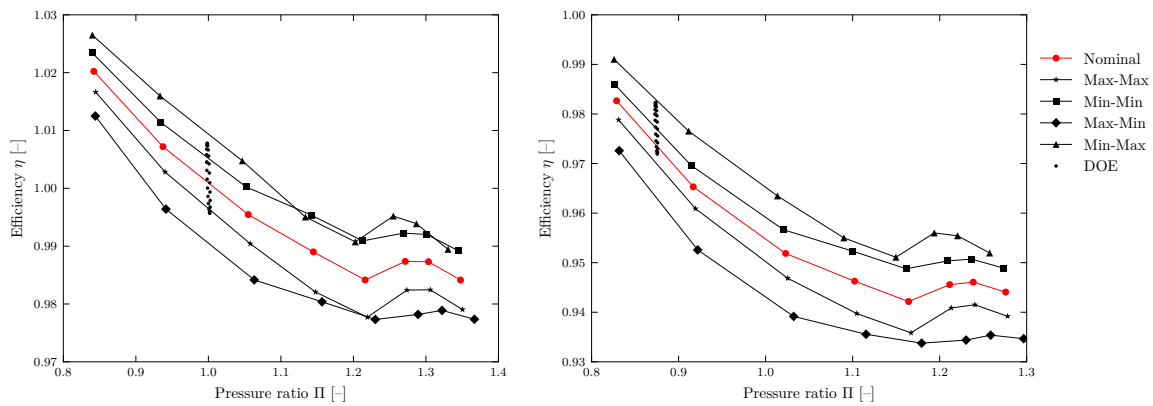 1.03
1.02
1.01
1.00
0.99
0.98
0.97
Efficiency η [–]
0.8 0.9 1.0 1.1 1.2 1.3 1.4
Pressure ratio Π [–]
1.00
0.99
0.98
0.97
0.96
0.95
0.94
0.93
Efficiency η [–]
0.8 0.9 1.0 1.1 1.2 1.3
Pressure ratio Π [–]
Nominal
Max-Max
Min-Min
Max-Min
Min-Max
DOE